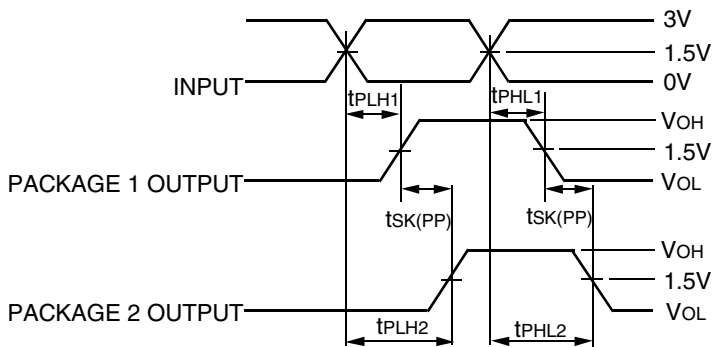 3V
1.5V
INPUT
0V
tPLH1
tPHL1
VOH
1.5V
PACKAGE 1 OUTPUT
VOL
tSK(PP)
tSK(PP)
VOH
1.5V
PACKAGE 2 OUTPUT
VOL
tPLH2
tPHL2